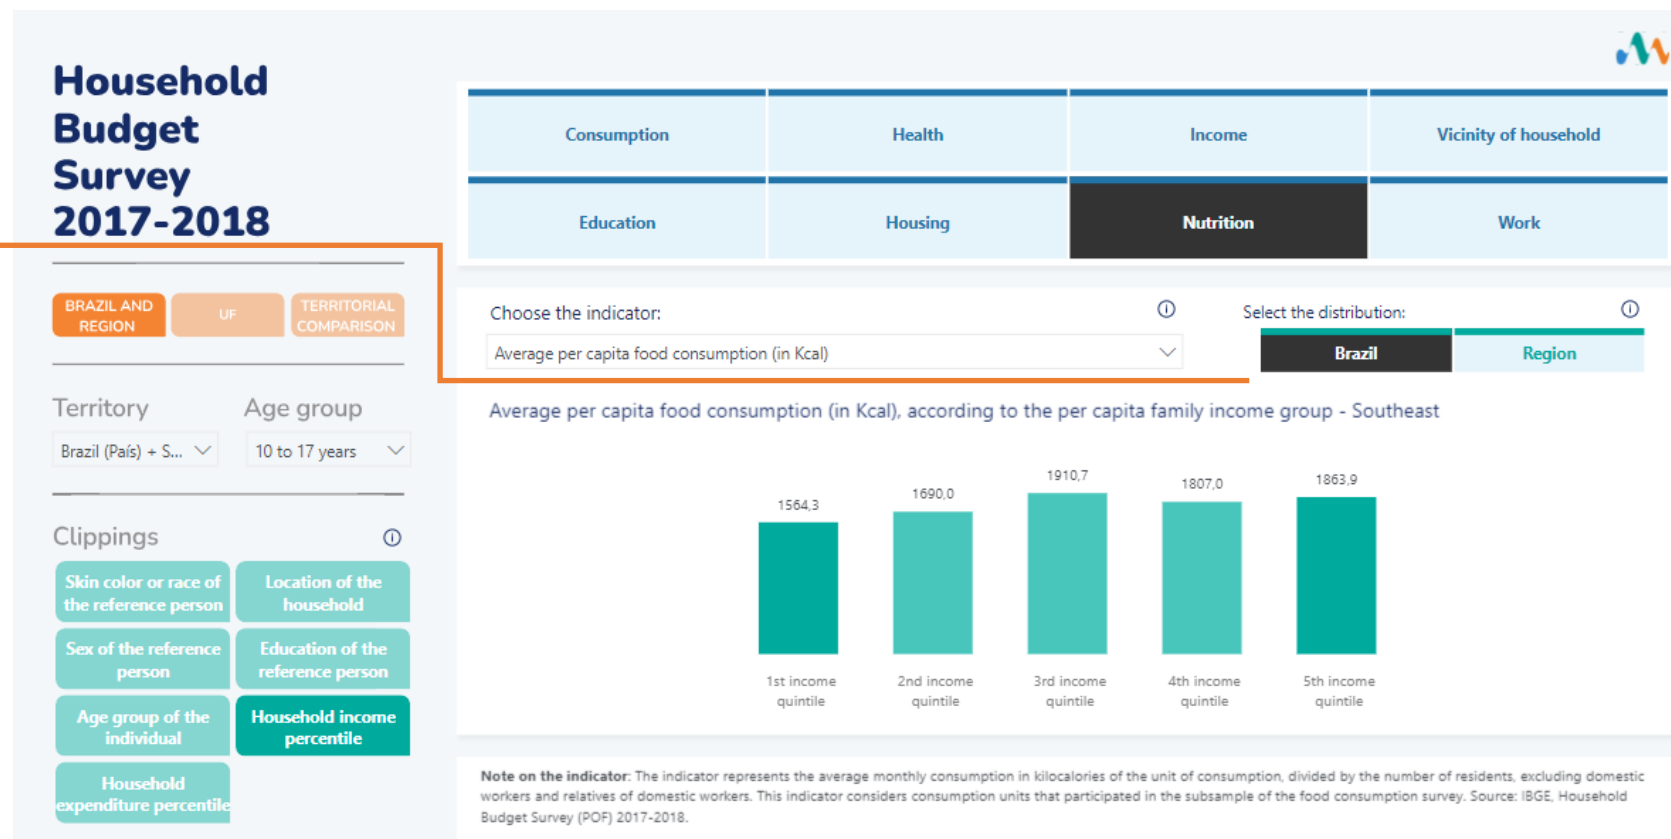 Household
Budget
Survey
2017-2018
BRAZIL AND
REGION
UF
TERRITORIAL
COMPARISON
Territory
Age group
Brazil (País) + S...
10 to 17 years
Clippings
Skin color or race of
the reference person
Location of the
household
Sex of the reference
person
Education of the
reference person
Age group of the
individual
Household income
percentile
Household
expenditure percentile
Consumption
Health
Income
Vicinity of household
Education
Housing
Nutrition
Work
Choose the indicator:
Average per capita food consumption (in Kcal)
Select the distribution:
Brazil
Region
Average per capita food consumption (in Kcal), according to the per capita family income group - Southeast
1564,3
1690,0
1910,7
1807,0
1863,9
1st income
quintile
2nd income
quintile
3rd income
quintile
4th income
quintile
5th income
quintile
Note on the indicator: The indicator represents the average monthly consumption in kilocalories of the unit of consumption, divided by the number of residents, excluding domestic
workers and relatives of domestic workers. This indicator considers consumption units that participated in the subsample of the food consumption survey. Source: IBGE, Household
Budget Survey (POF) 2017-2018.